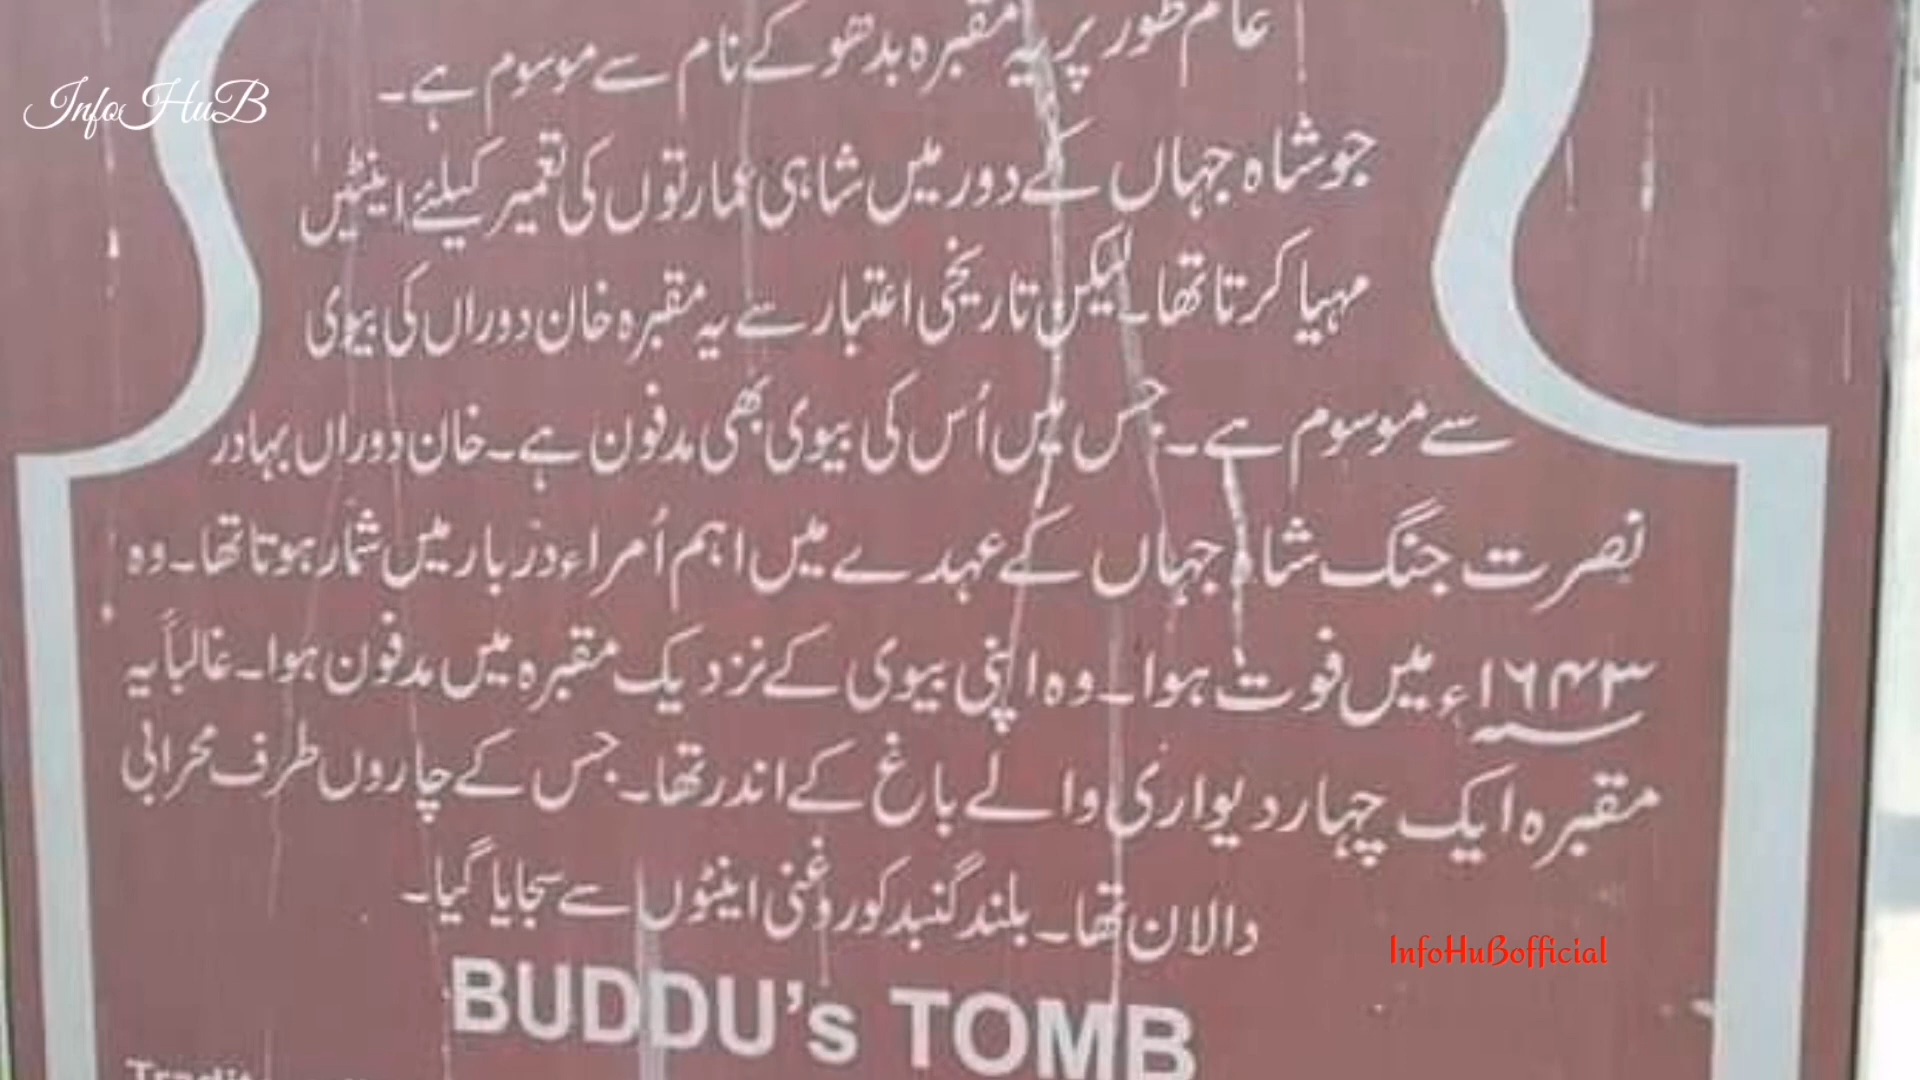 InfoHuB
عام طور پر یہ مقبرہ بدھو کے نام سے موسوم ہے۔
جو شاہ جہاں کے دور میں شاہی عمارتوں کی تعمیر کیلئے اینٹیں
مہیا کرتا تھا۔ لیکن تاریخی اعتبار سے یہ مقبرہ خان دوراں کی بیوی
سے موسوم ہے۔ جس میں اُس کی بیوی بھی مدفون ہے۔ خان دوراں بہادر
نصرت جنگ شاہ جہاں کے عہدے میں اہم اُمراء دربار میں شمار ہوتا تھا۔ وہ
۱۶۴۳ء میں فوت ہوا۔ وہ اپنی بیوی کے نزدیک مقبرہ میں مدفون ہوا۔ غالباً یہ
مقبرہ ایک چہار دیواری والے باغ کے اندر تھا۔ جس کے چاروں طرف محرابی
دالان تھا۔ بلند گنبد کو روغنی اینٹوں سے سجایا گیا۔
InfoHuBofficial
BUDDU's TOMB